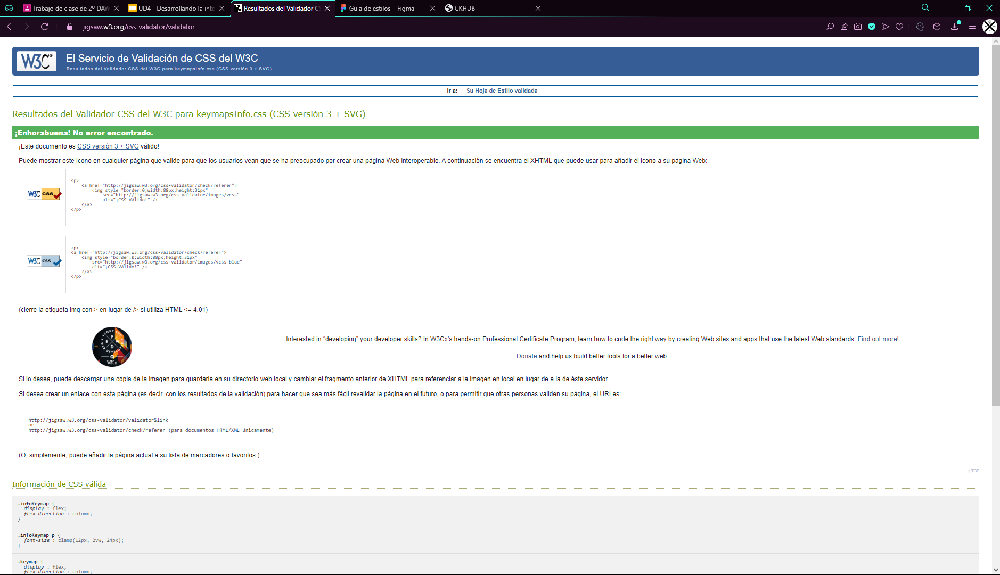 Trabajo de clase de 2º DAW
UD4 - Desarrollando la inte
Resultados del Validador CS
Guia de estilos – Figma
CKHUB
jigsaw.w3.org/css-validator/validator
W3C®
El Servicio de Validación de CSS del W3C
Resultados del Validador CSS del W3C para keymapsInfo.css (CSS versión 3 + SVG)
Ir a: Su Hoja de Estilo validada
Resultados del Validador CSS del W3C para keymapsInfo.css (CSS versión 3 + SVG)
¡Enhorabuena! No error encontrado.
¡Este documento es CSS versión 3 + SVG válido!
Puede mostrar este icono en cualquier página que valide para que los usuarios vean que se ha preocupado por crear una página Web interoperable. A continuación se encuentra el XHTML que puede usar para añadir el icono a su página Web:
W3C css
<p>
<a href="http://jigsaw.w3.org/css-validator/check/referer">
<img style="border:0;width:88px;height:31px"
src="http://jigsaw.w3.org/css-validator/images/vcss"
alt="¡CSS Válido!" />
</a>
</p>
W3C css
<p>
<a href="http://jigsaw.w3.org/css-validator/check/referer">
<img style="border:0;width:88px;height:31px"
src="http://jigsaw.w3.org/css-validator/images/vcss-blue"
alt="¡CSS Válido!" />
</a>
</p>
(cierre la etiqueta img con > en lugar de /> si utiliza HTML <= 4.01)
FRONT END
WEB DEVELOPER
F E W D
W3Cx
Interested in “developing” your developer skills? In W3Cx’s hands-on Professional Certificate Program, learn how to code the right way by creating Web sites and apps that use the latest Web standards. Find out more!
Donate and help us build better tools for a better web.
Si lo desea, puede descargar una copia de la imagen para guardarla en su directorio web local y cambiar el fragmento anterior de XHTML para referenciar a la imagen en local en lugar de a la de éste servidor.
Si desea crear un enlace con esta página (es decir, con los resultados de la validación) para hacer que sea más fácil revalidar la página en el futuro, o para permitir que otras personas validen su página, el URI es:
http://jigsaw.w3.org/css-validator/validator$link
or
http://jigsaw.w3.org/css-validator/check/referer (para documentos HTML/XML únicamente)
(O, simplemente, puede añadir la página actual a su lista de marcadores o favoritos.)
↑ TOP
Información de CSS válida
.infoKeymap {
display : flex;
flex-direction : column;
}
.infoKeymap p {
font-size : clamp(12px, 2vw, 24px);
}
.keymap {
display : flex;
flex-direction : column;